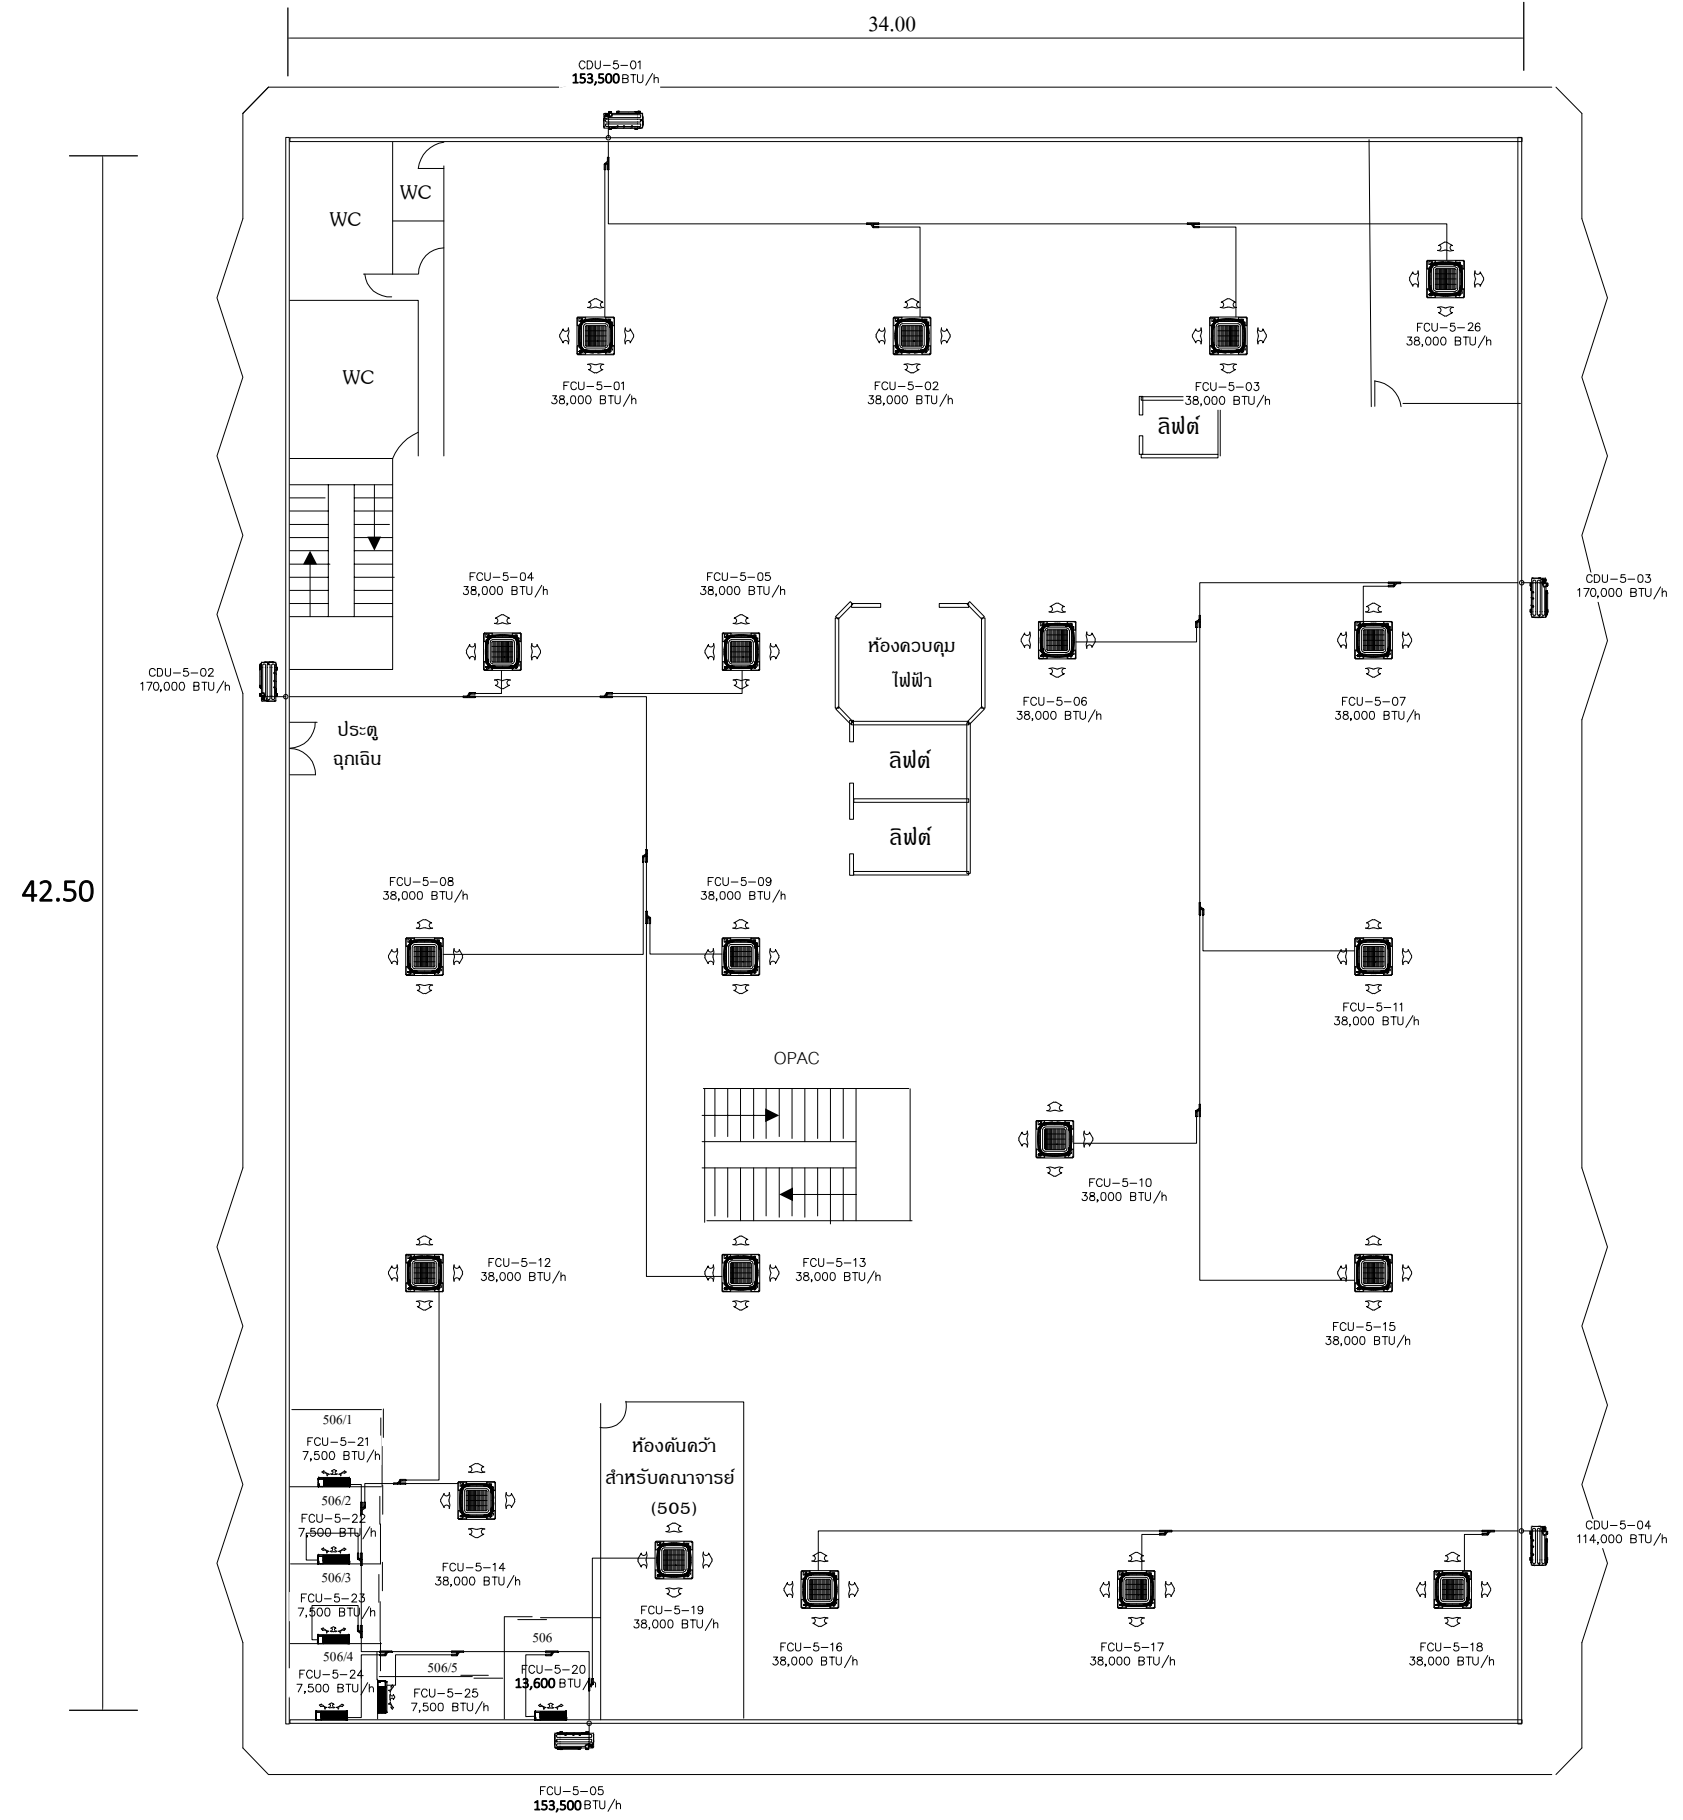 34.00
CDU-5-01
153,500 BTU/h
WC
WC
FCU-5-26
38,000 BTU/h
WC
FCU-5-01
38,000 BTU/h
FCU-5-02
38,000 BTU/h
FCU-5-03
38,000 BTU/h
ลิฟต์
FCU-5-04
38,000 BTU/h
FCU-5-05
38,000 BTU/h
CDU-5-03
170,000 BTU/h
ห้องควบคุม
ไฟฟ้า
CDU-5-02
170,000 BTU/h
FCU-5-06
38,000 BTU/h
FCU-5-07
38,000 BTU/h
ประตู
ฉุกเฉิน
ลิฟต์
ลิฟต์
42.50
FCU-5-08
38,000 BTU/h
FCU-5-09
38,000 BTU/h
FCU-5-11
38,000 BTU/h
OPAC
FCU-5-10
38,000 BTU/h
FCU-5-12
38,000 BTU/h
FCU-5-13
38,000 BTU/h
FCU-5-15
38,000 BTU/h
506/1
FCU-5-21
7,500 BTU/h
ห้องค้นคว้า
สำหรับคณาจารย์
(505)
506/2
FCU-5-22
7,500 BTU/h
CDU-5-04
114,000 BTU/h
FCU-5-14
38,000 BTU/h
506/3
FCU-5-23
7,500 BTU/h
FCU-5-19
38,000 BTU/h
FCU-5-16
38,000 BTU/h
FCU-5-17
38,000 BTU/h
FCU-5-18
38,000 BTU/h
506/4
FCU-5-24
7,500 BTU/h
506/5
FCU-5-25
7,500 BTU/h
506
FCU-5-20
13,600 BTU/h
FCU-5-05
153,500 BTU/h